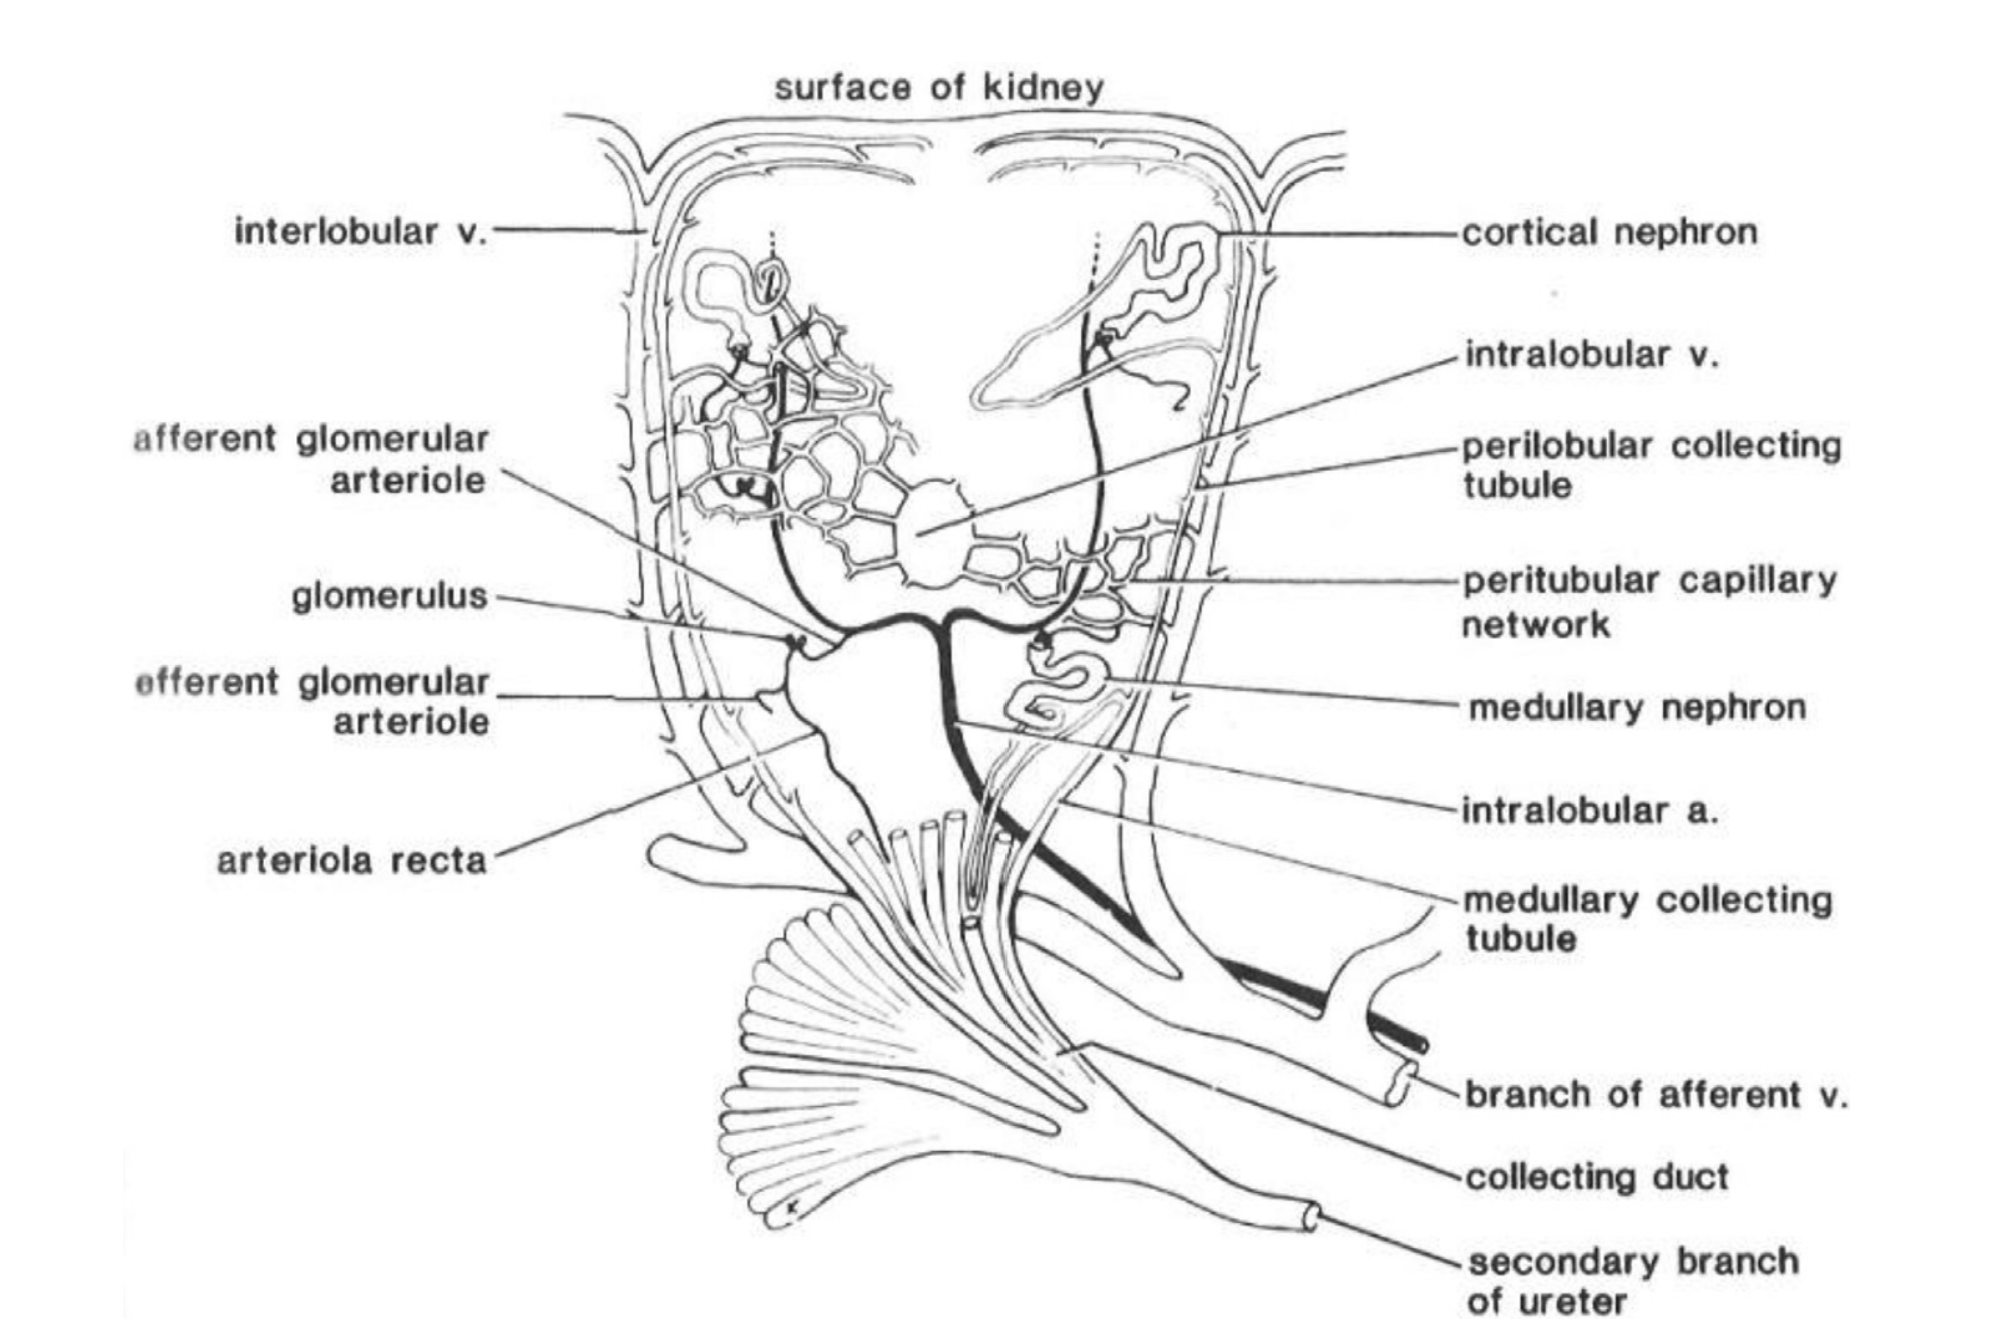 surface of kidney
interlobular v.
afferent glomerular
arteriole
glomerulus
efferent glomerular
arteriole
arteriola recta
cortical nephron
intralobular v.
perilobular collecting
tubule
peritubular capillary
network
medullary nephron
intralobular a.
medullary collecting
tubule
branch of afferent v.
collecting duct
secondary branch
of ureter